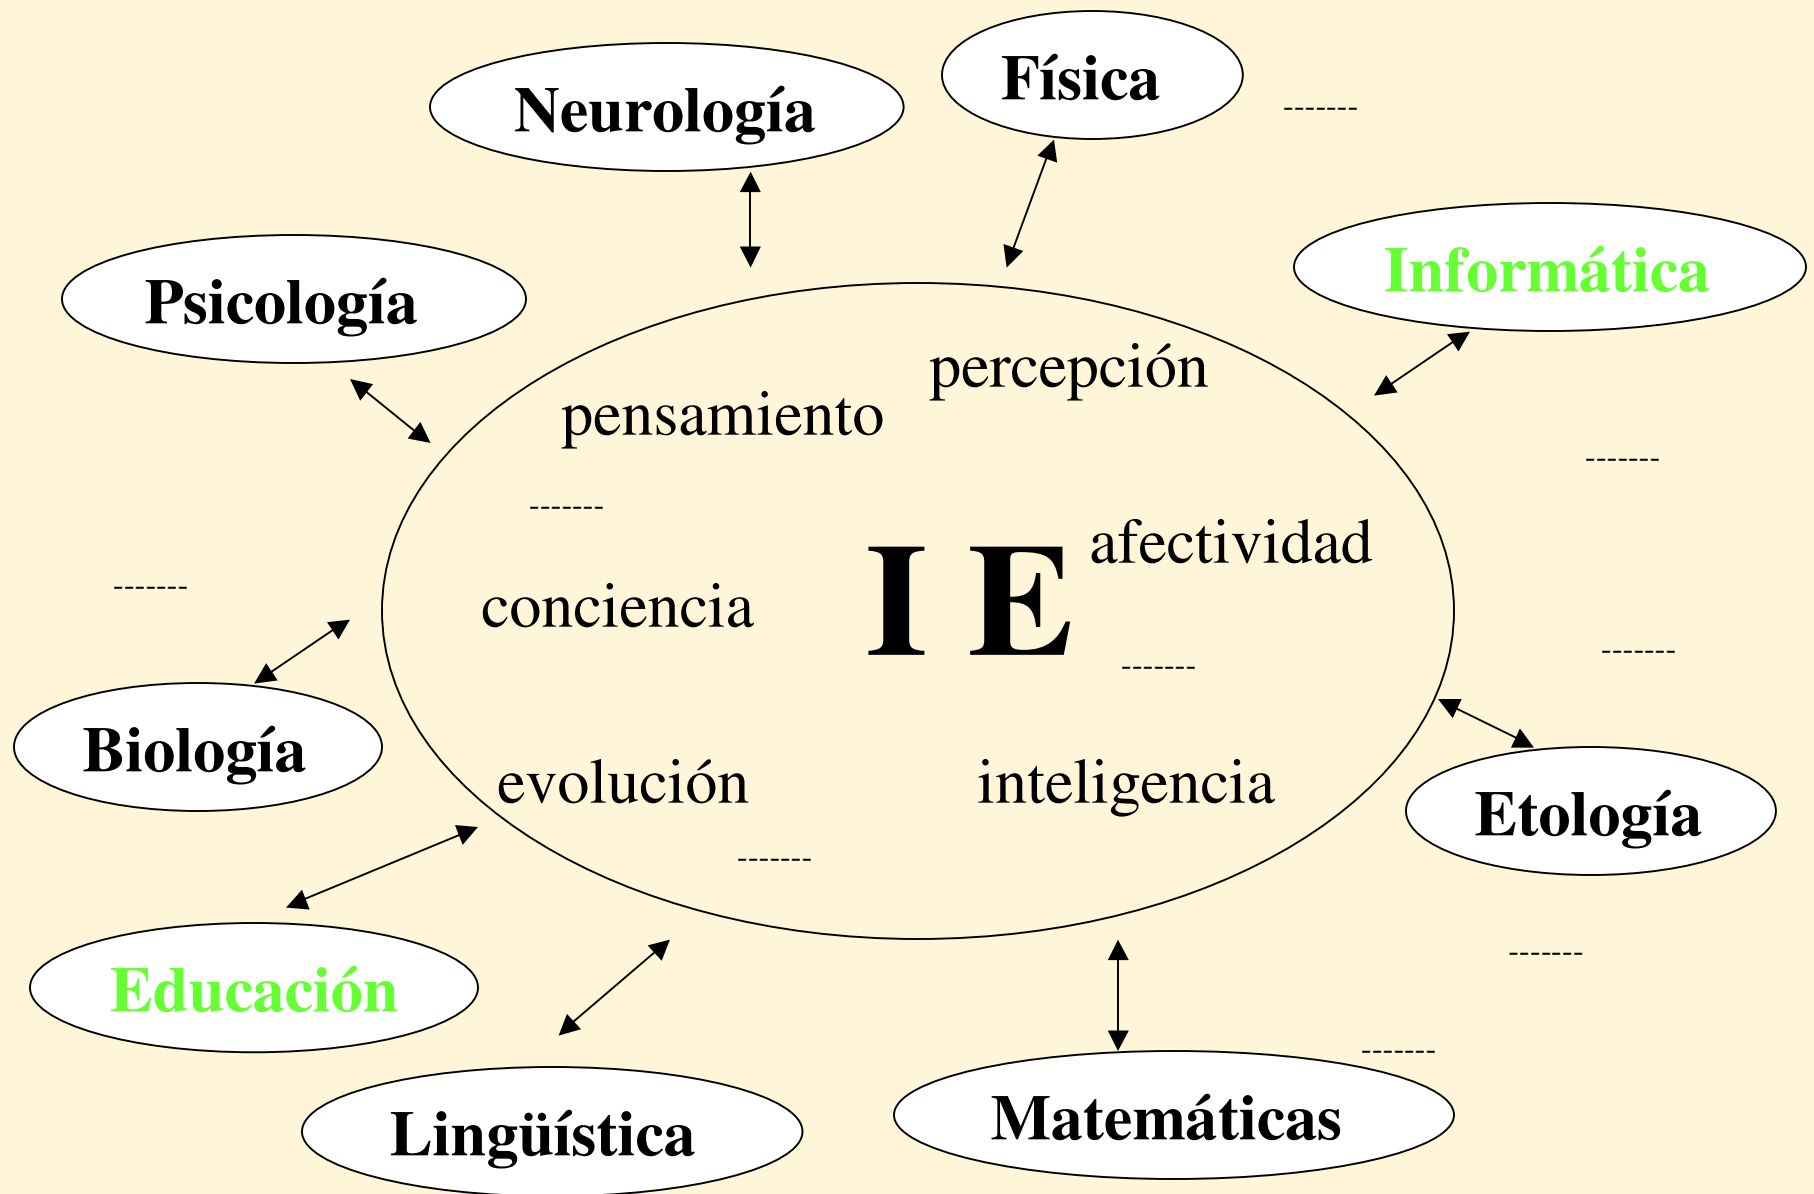 Física
Neurología
-------
Informática
Psicología
percepción
pensamiento
-------
-------
afectividad
I E
-------
conciencia
-------
-------
Biología
evolución
inteligencia
Etología
-------
-------
Educación
-------
Lingüística
Matemáticas